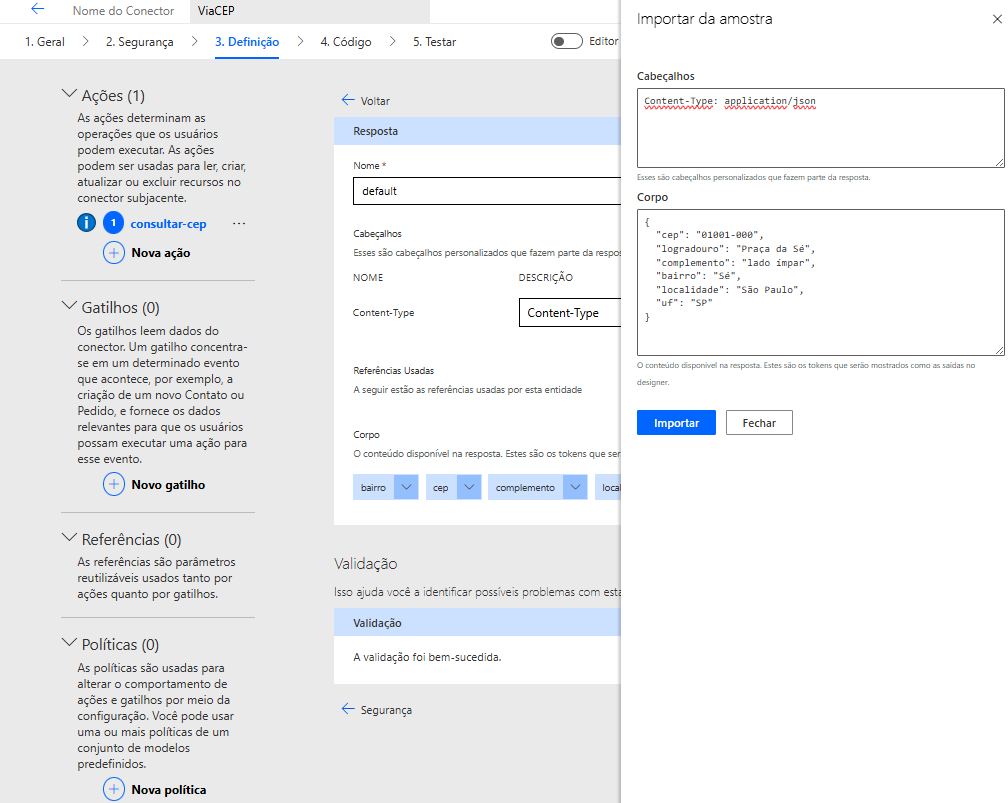 Nome do Conector
ViaCEP
1. Geral
2. Segurança
3. Definição
4. Código
5. Testar
Editor
Ações (1)
As ações determinam as
operações que os usuários
podem executar. As ações
podem ser usadas para ler, criar,
atualizar ou excluir recursos no
conector subjacente.
1
consultar-cep
...
Nova ação
Gatilhos (0)
Os gatilhos leem dados do
conector. Um gatilho concentra-
se em um determinado evento
que acontece, por exemplo, a
criação de um novo Contato ou
Pedido, e fornece os dados
relevantes para que os usuários
possam executar uma ação para
esse evento.
Novo gatilho
Referências (0)
As referências são parâmetros
reutilizáveis usados tanto por
ações quanto por gatilhos.
Políticas (0)
As políticas são usadas para
alterar o comportamento de
ações e gatilhos por meio da
configuração. Você pode usar
uma ou mais políticas de um
conjunto de modelos
predefinidos.
Nova política
Voltar
Resposta
Nome *
default
Cabeçalhos
Esses são cabeçalhos personalizados que fazem parte da respos
NOME
DESCRIÇÃO
Content-Type
Content-Type
Referências Usadas
A seguir estão as referências usadas por esta entidade
Corpo
O conteúdo disponível na resposta. Estes são os tokens que ser
bairro
cep
complemento
local
Validação
Isso ajuda você a identificar possíveis problemas com esta
Validação
A validação foi bem-sucedida.
Segurança
Importar da amostra
Cabeçalhos
Content-Type: application/json
Esses são cabeçalhos personalizados que fazem parte da resposta.
Corpo
{
"cep": "01001-000",
"logradouro": "Praça da Sé",
"complemento": "lado ímpar",
"bairro": "Sé",
"localidade": "São Paulo",
"uf": "SP"
}
O conteúdo disponível na resposta. Estes são os tokens que serão mostrados como as saídas no
designer.
Importar
Fechar